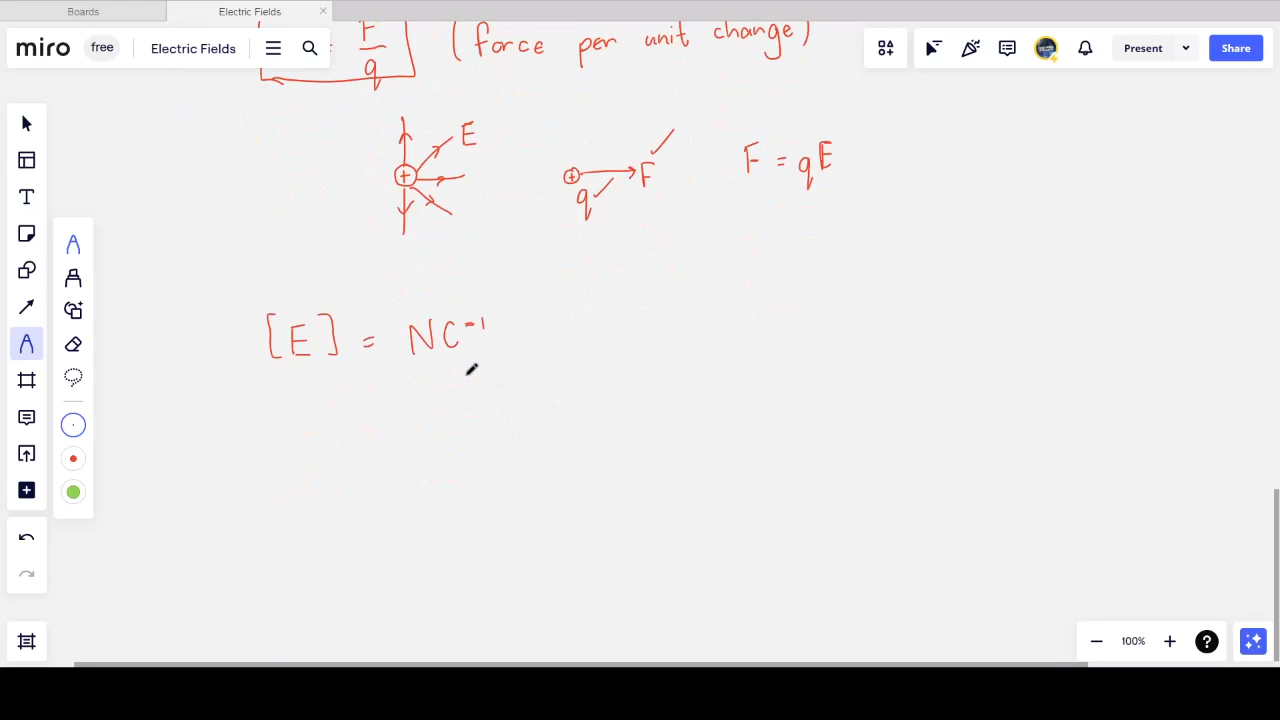 Boards
Electric Fields
miro free Electric Fields
Present
Share
F
q
(force per unit change)
E
+
+
F
q
F = qE
[E] = NC⁻¹
100%
?